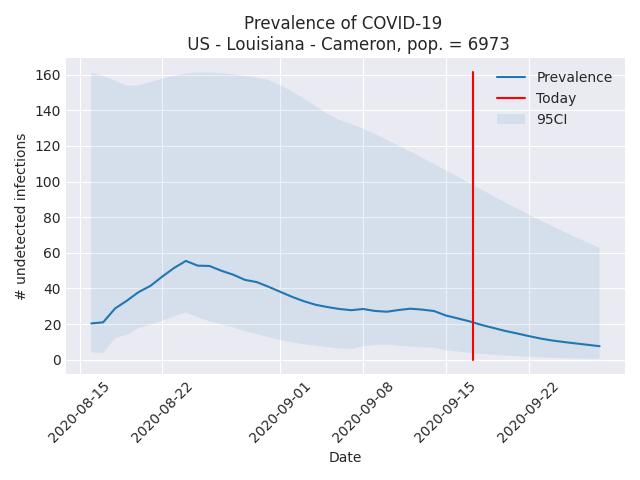 Prevalence of COVID-19
US - Louisiana - Cameron, pop. = 6973
# undetected infections
160
140
120
100
80
60
40
20
0
Prevalence
Today
95CI
2020-08-15
2020-08-22
2020-09-01
2020-09-08
2020-09-15
2020-09-22
Date